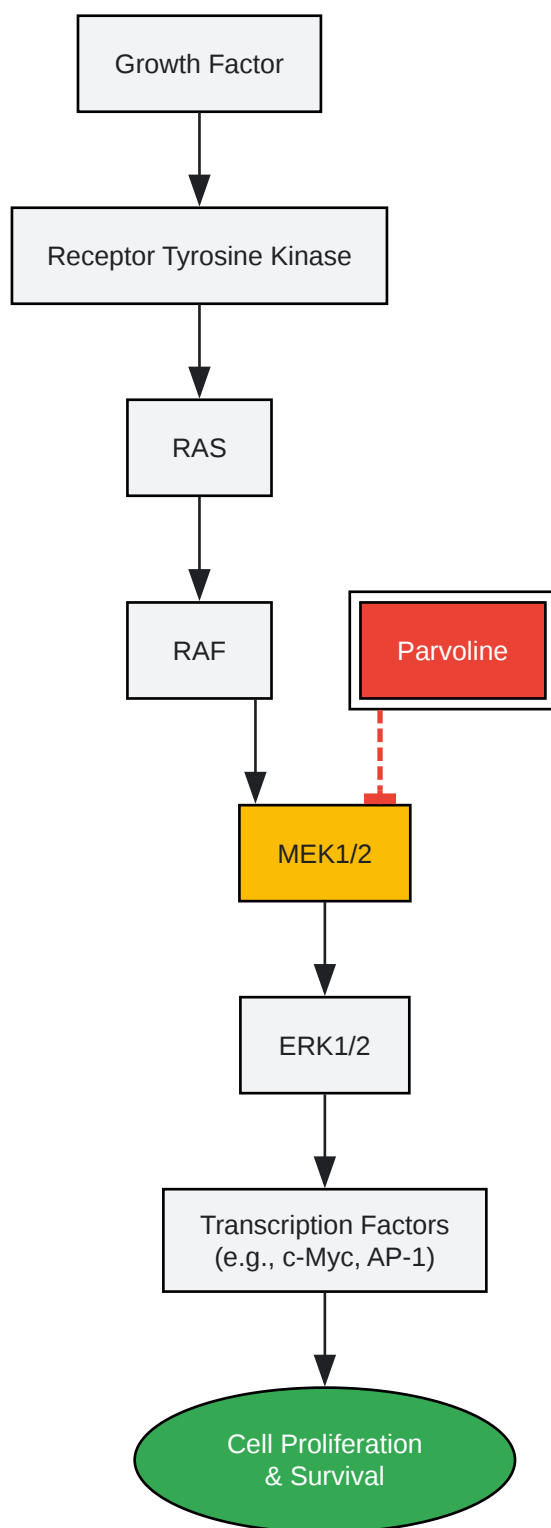 Growth Factor
Receptor Tyrosine Kinase
RAS
RAF
Parvoline
MEK1/2
ERK1/2
Transcription Factors
(e.g., c-Myc, AP-1)
Cell Proliferation
& Survival